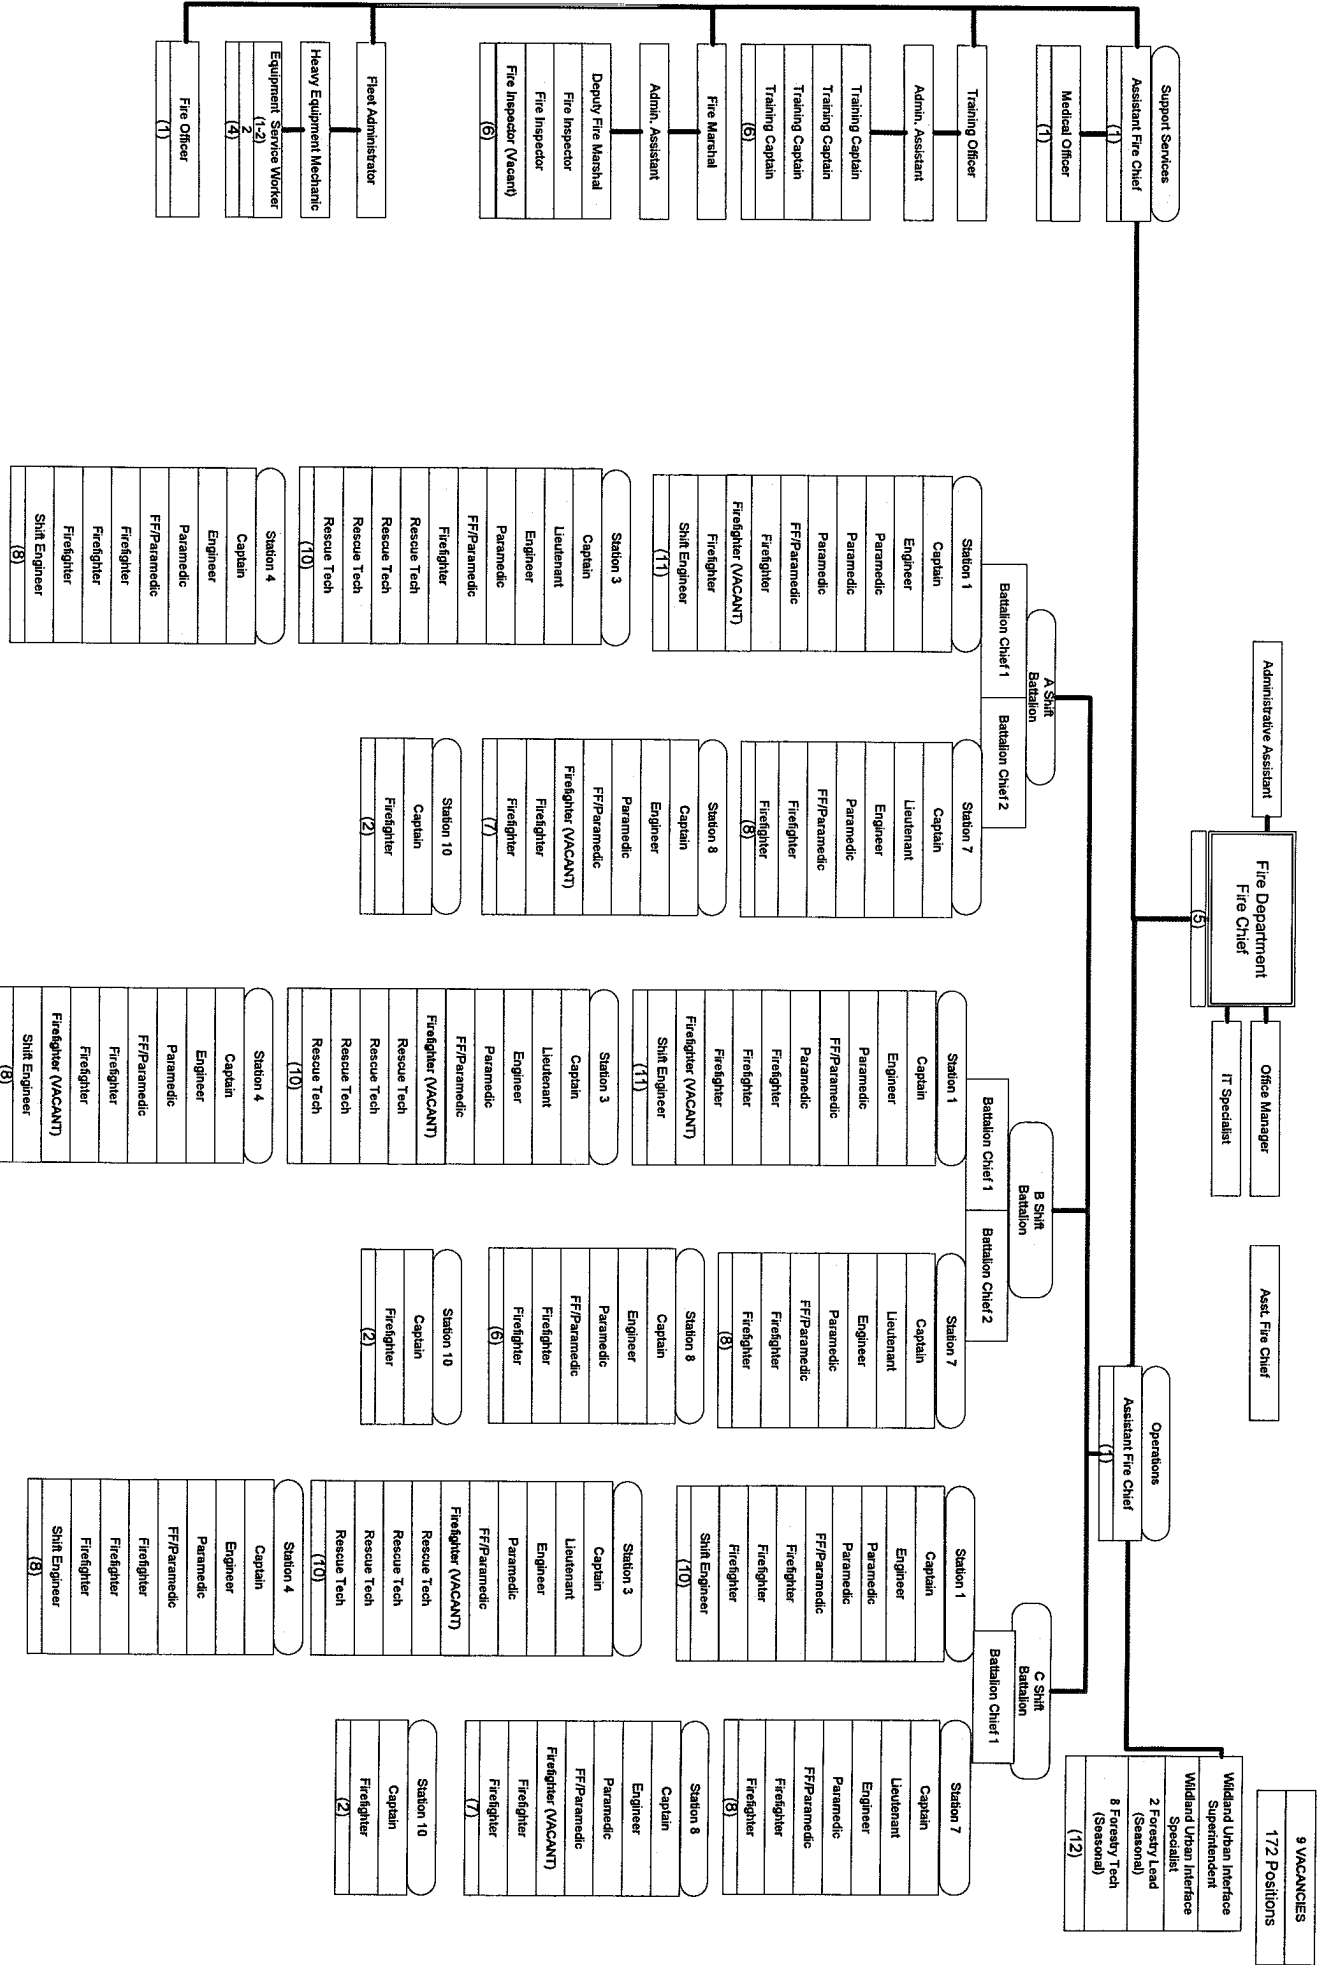 9 VACANCIES
172 Positions
Administrative Assistant
Fire Department
Fire Chief
(5)
Office Manager
IT Specialist
Asst. Fire Chief
Support Services
Assistant Fire Chief
(1)
Medical Officer
(1)
Training Officer
Admin. Assistant
Training Captain
Training Captain
Training Captain
Training Captain
(6)
Fire Marshal
Admin. Assistant
Deputy Fire Marshal
Fire Inspector
Fire Inspector
Fire Inspector (Vacant)
(6)
Fleet Administrator
Heavy Equipment Mechanic
Equipment Service Worker
(1-2)
2
(4)
Fire Officer
(1)
Operations
Assistant Fire Chief
(1)
Wildland Urban Interface
Superintendent
Wildland Urban Interface
Specialist
2 Forestry Lead
(Seasonal)
8 Forestry Tech
(Seasonal)
(12)
A Shift
Battalion
Battalion Chief 1
Battalion Chief 2
Station 1
Captain
Engineer
Paramedic
Paramedic
Paramedic
FF/Paramedic
Firefighter
Firefighter (VACANT)
Firefighter
Shift Engineer
(11)
Station 3
Captain
Lieutenant
Engineer
Paramedic
FF/Paramedic
Firefighter
Rescue Tech
Rescue Tech
Rescue Tech
Rescue Tech
(10)
Station 4
Captain
Engineer
Paramedic
FF/Paramedic
Firefighter
Firefighter
Firefighter
Shift Engineer
(8)
Station 7
Captain
Lieutenant
Engineer
Paramedic
FF/Paramedic
Firefighter
Firefighter
(8)
Station 8
Captain
Engineer
Paramedic
FF/Paramedic
Firefighter (VACANT)
Firefighter
Firefighter
(7)
Station 10
Captain
Firefighter
(2)
B Shift
Battalion
Battalion Chief 1
Battalion Chief 2
Station 1
Captain
Engineer
Paramedic
Paramedic
FF/Paramedic
Paramedic
Firefighter
Firefighter
Firefighter
Firefighter (VACANT)
Shift Engineer
(11)
Station 3
Captain
Lieutenant
Engineer
Paramedic
FF/Paramedic
Firefighter (VACANT)
Rescue Tech
Rescue Tech
Rescue Tech
Rescue Tech
(10)
Station 4
Captain
Engineer
Paramedic
FF/Paramedic
Firefighter
Firefighter
Firefighter (VACANT)
Shift Engineer
(8)
Station 7
Captain
Lieutenant
Engineer
Paramedic
FF/Paramedic
Firefighter
Firefighter
(8)
Station 8
Captain
Engineer
Paramedic
FF/Paramedic
Firefighter
Firefighter
(6)
Station 10
Captain
Firefighter
(2)
C Shift
Battalion
Battalion Chief 1
Station 1
Captain
Engineer
Paramedic
Paramedic
FF/Paramedic
Firefighter
Firefighter
Firefighter
Shift Engineer
(10)
Station 3
Captain
Lieutenant
Engineer
Paramedic
FF/Paramedic
Firefighter (VACANT)
Rescue Tech
Rescue Tech
Rescue Tech
Rescue Tech
(10)
Station 4
Captain
Engineer
Paramedic
FF/Paramedic
Firefighter
Firefighter
Firefighter
Shift Engineer
(8)
Station 7
Captain
Lieutenant
Engineer
Paramedic
FF/Paramedic
Firefighter
Firefighter
(8)
Station 8
Captain
Engineer
Paramedic
FF/Paramedic
Firefighter (VACANT)
Firefighter
Firefighter
(7)
Station 10
Captain
Firefighter
(2)